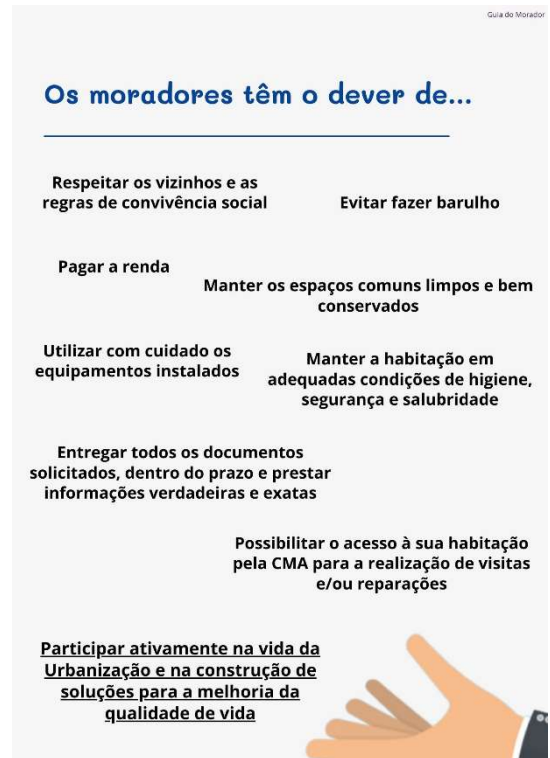 Guia do Morador
Os moradores têm o dever de...
Respeitar os vizinhos e as
regras de convivência social
Evitar fazer barulho
Pagar a renda
Manter os espaços comuns limpos e bem
conservados
Utilizar com cuidado os
equipamentos instalados
Manter a habitação em
adequadas condições de higiene,
segurança e salubridade
Entregar todos os documentos
solicitados, dentro do prazo e prestar
informações verdadeiras e exatas
Possibilitar o acesso à sua habitação
pela CMA para a realização de visitas
e/ou reparações
Participar ativamente na vida da
Urbanização e na construção de
soluções para a melhoria da
qualidade de vida